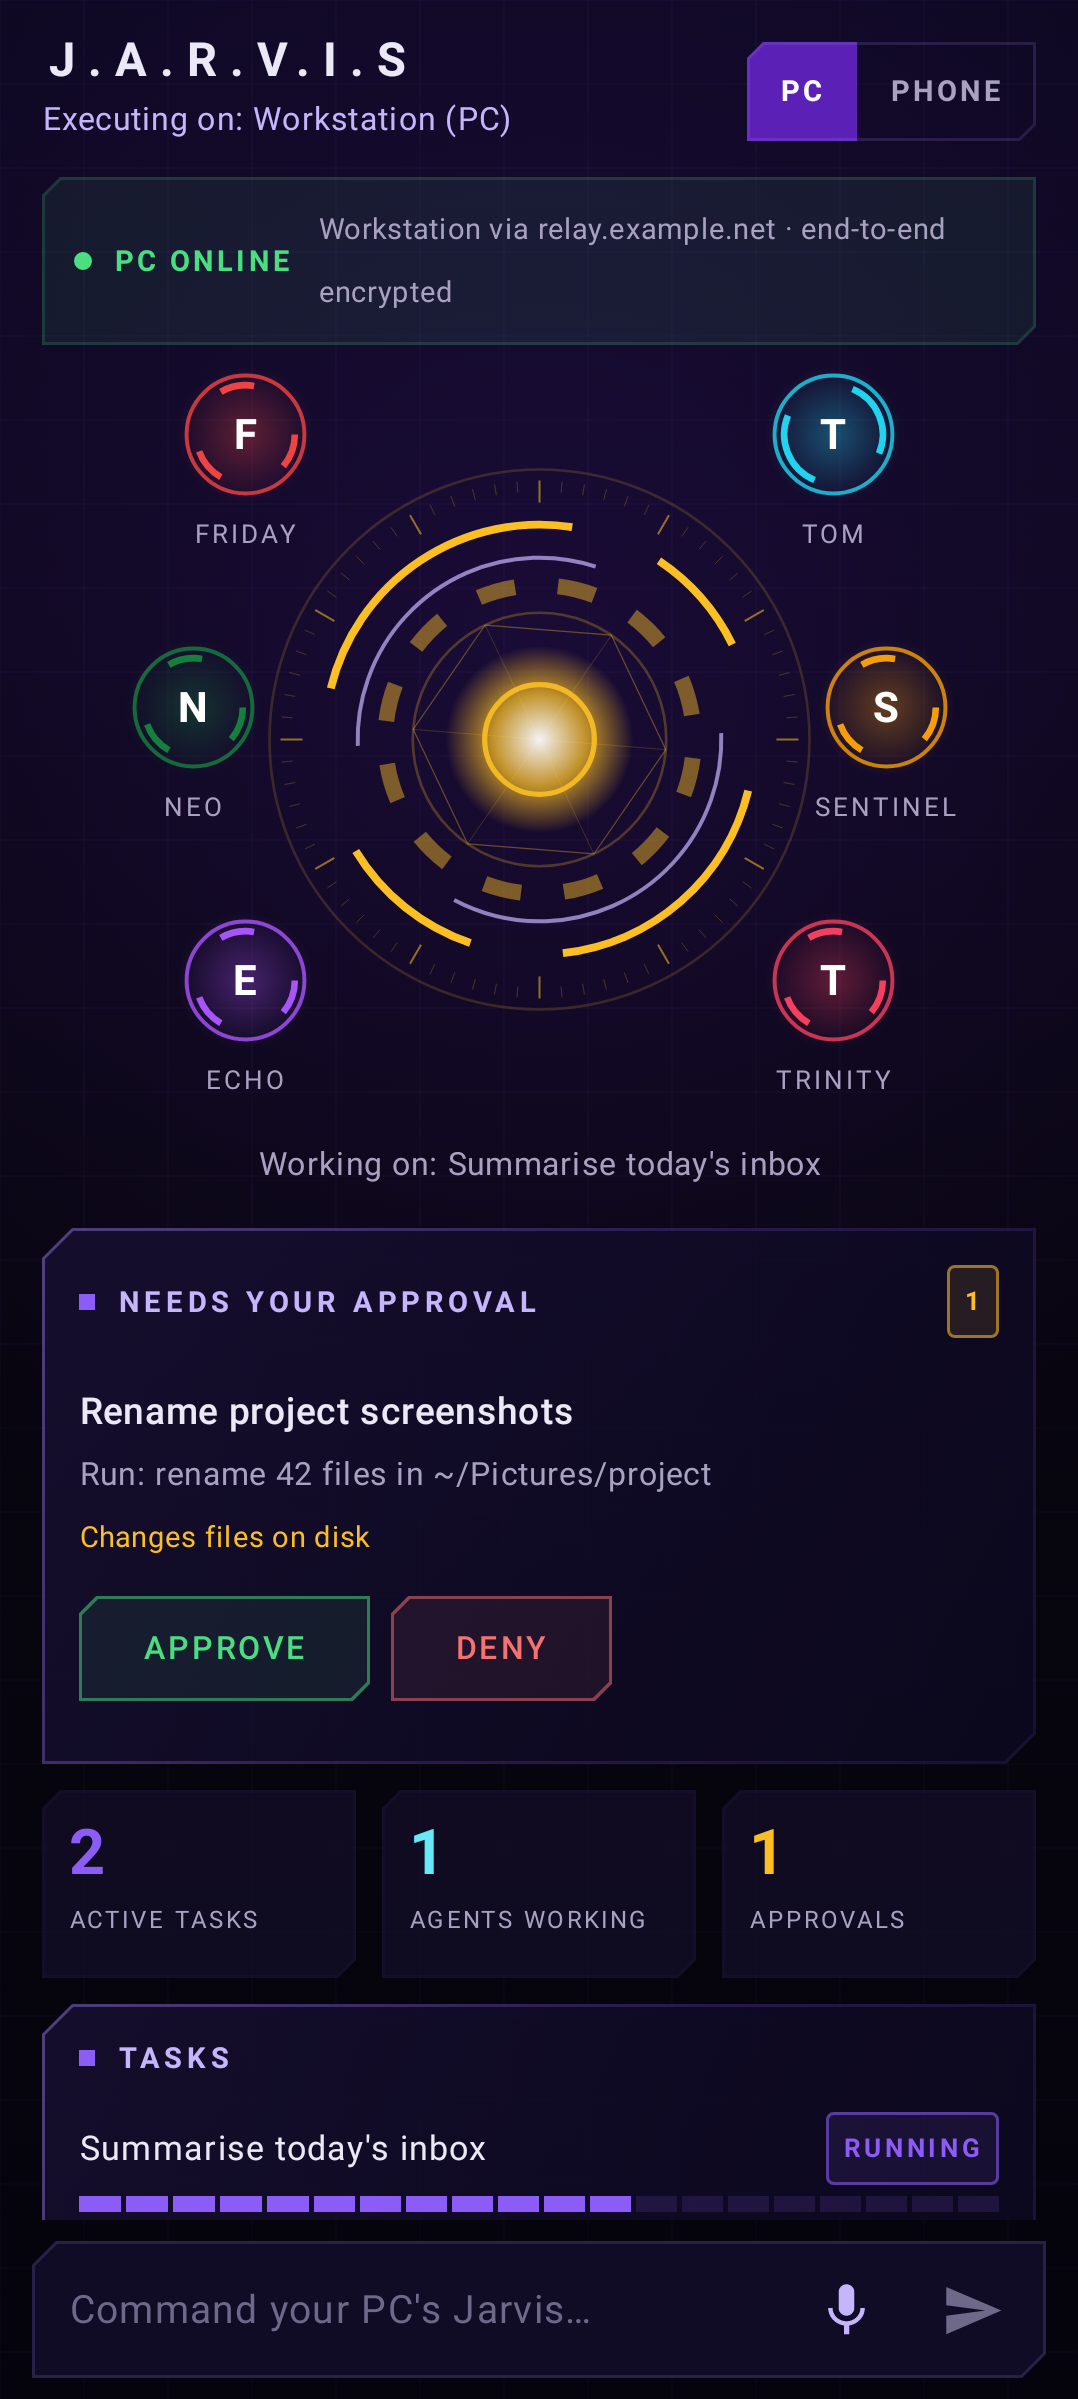 J.A.R.V.I.S
Executing on: Workstation (PC)
PC
PHONE
PC ONLINE
Workstation via relay.example.net · end-to-end
encrypted
F
FRIDAY
T
TOM
N
NEO
S
SENTINEL
E
ECHO
T
TRINITY
Working on: Summarise today's inbox
NEEDS YOUR APPROVAL
1
Rename project screenshots
Run: rename 42 files in ~/Pictures/project
Changes files on disk
APPROVE
DENY
2
ACTIVE TASKS
1
AGENTS WORKING
1
APPROVALS
TASKS
Summarise today's inbox
RUNNING
Command your PC's Jarvis…